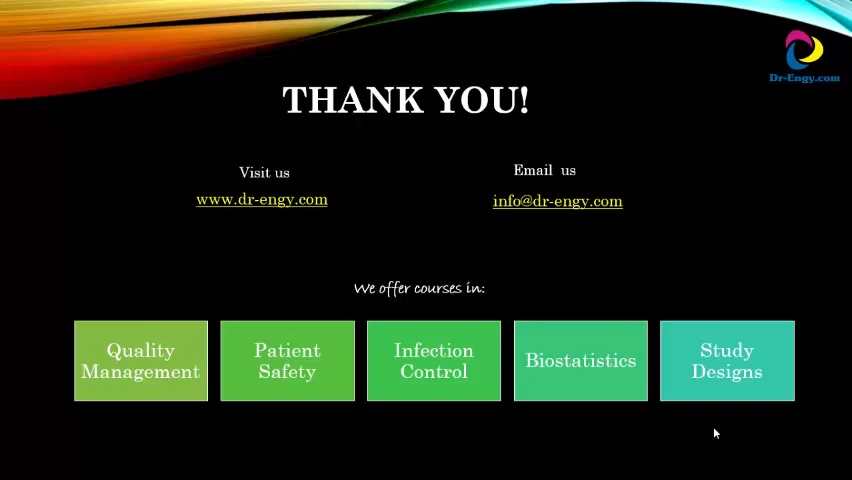 Dr-Engy.com
THANK YOU!
Visit us
Email us
www.dr-engy.com
info@dr-engy.com
We offer courses in:
Quality
Management
Patient
Safety
Infection
Control
Biostatistics
Study
Designs